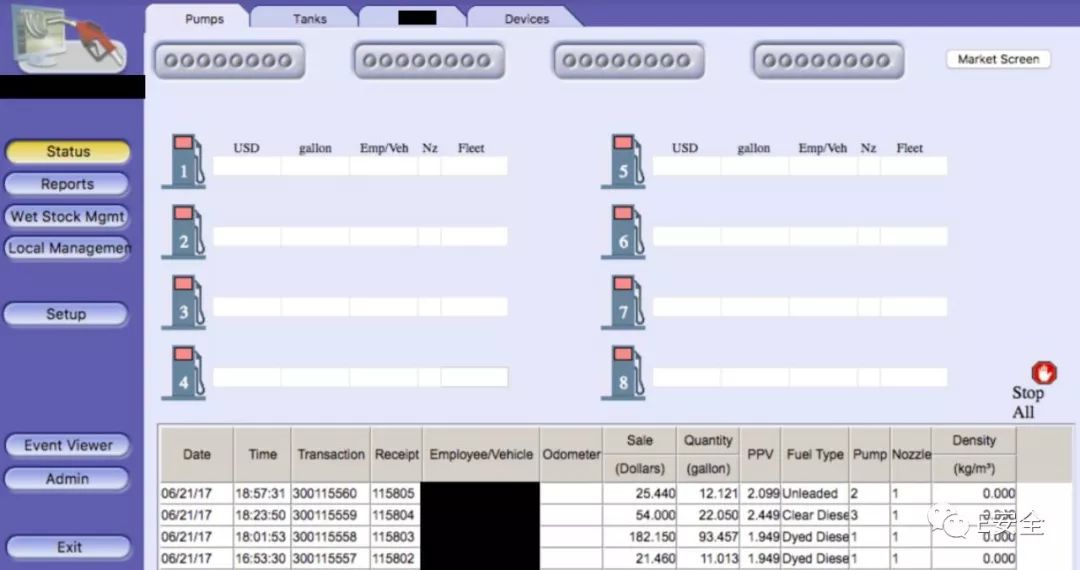 Pumps Tanks Devices
Market Screen
Status
Reports
Wet Stock Mgmt
Local Managemen
Setup
Event Viewer
Admin
Exit
USD gallon Emp/Veh Nz Fleet
1
2
3
4
USD gallon Emp/Veh Nz Fleet
5
6
7
8
Stop
All
Date Time Transaction Receipt Employee/Vehicle Odometer Sale (Dollars) Quantity (gallon) PPV Fuel Type Pump Nozzle Density (kg/m³)
06/21/17 18:57:31 300115560 115805 25.440 12.121 2.099 Unleaded 2 1 0.000
06/21/17 18:23:50 300115559 115804 54.000 22.050 2.449 Clear Diese 3 1 0.000
06/21/17 18:01:53 300115558 115803 182.150 93.457 1.949 Dyed Diese 1 1 0.000
06/21/17 16:53:30 300115557 115802 21.460 11.013 1.949 Dyed Diese 1 1 0.000
E安全